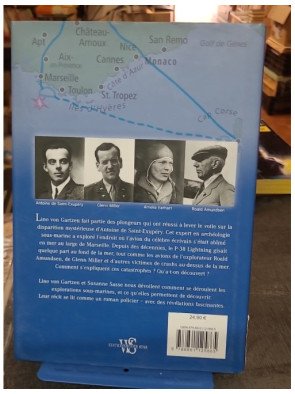 Château-
Arnoux
Apt
Nice
San Remo
Golf de Gênes
Aix-
en-Provence
Cannes
Monaco
Marseille
Côte d'Azur
Toulon
St. Tropez
Iles d'Hyères
Cap Corse
Antoine de Saint-Exupéry
Glenn Miller
Amelia Earhart
Roald Amundsen
Lino von Gartzen fait partie des plongeurs qui ont réussi à lever le voile sur la
disparition mystérieuse d'Antoine de Saint-Exupéry. Cet expert en archéologie
sous-marine a exploré l'endroit où l'avion du célèbre écrivain s'était abîmé
en mer au large de Marseille. Depuis des décennies, le P-38 Lightning gisait
quelque part au fond de la mer, tout comme les avions de l'explorateur Roald
Amundsen, de Glenn Miller et d'autres victimes de crashs au-dessus de la mer.
Comment s'expliquent ces catastrophes ? Qu'a-t-on découvert ?
Lino von Gartzen et Susanne Sasse nous dévoilent comment se déroulent les
explorations sous-marines, et ce qu'elles permettent de découvrir.
Leur récit se lit comme un roman policier – avec des révélations fascinantes.
24,90 €